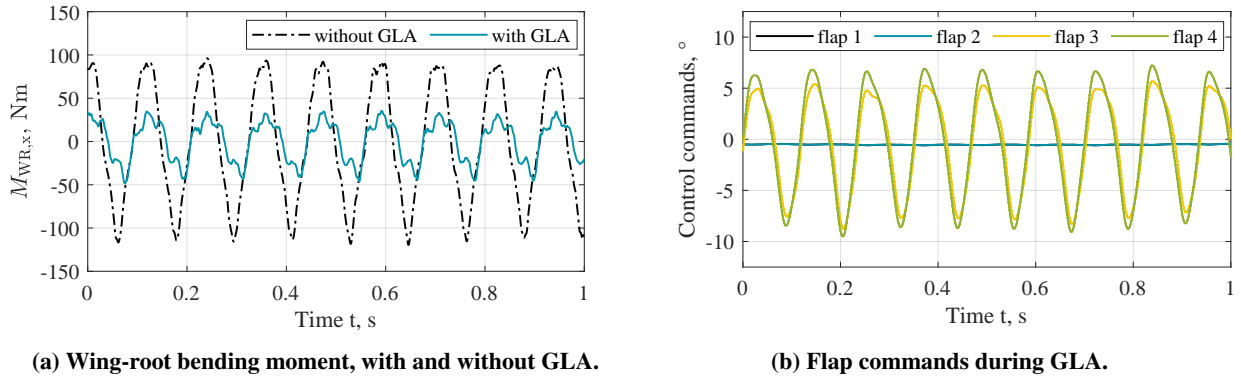 without GLA with GLA
150
100
50
0
-50
-100
-150
M_WR,x, Nm
0 0.2 0.4 0.6 0.8 1
Time t, s
(a) Wing-root bending moment, with and without GLA.
flap 1 flap 2 flap 3 flap 4
10
5
0
-5
-10
Control commands, °
0 0.2 0.4 0.6 0.8 1
Time t, s
(b) Flap commands during GLA.